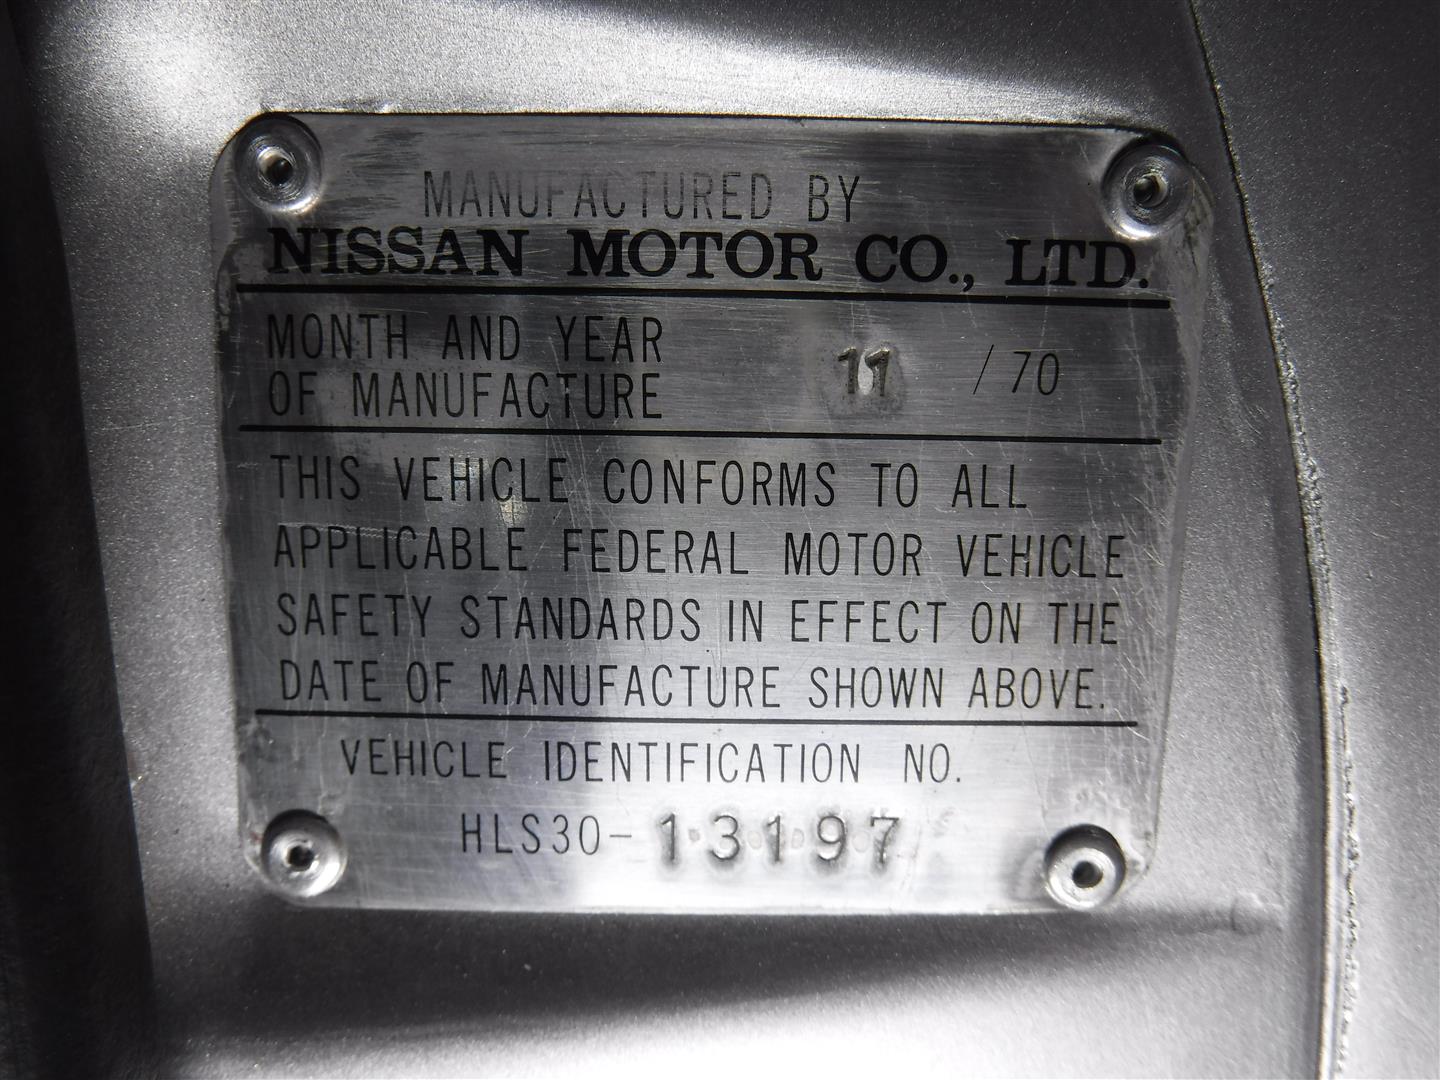 MANUFACTURED BY
NISSAN MOTOR CO., LTD.
MONTH AND YEAR
OF MANUFACTURE 11 / 70
THIS VEHICLE CONFORMS TO ALL
APPLICABLE FEDERAL MOTOR VEHICLE
SAFETY STANDARDS IN EFFECT ON THE
DATE OF MANUFACTURE SHOWN ABOVE.
VEHICLE IDENTIFICATION NO.
HLS30-13197